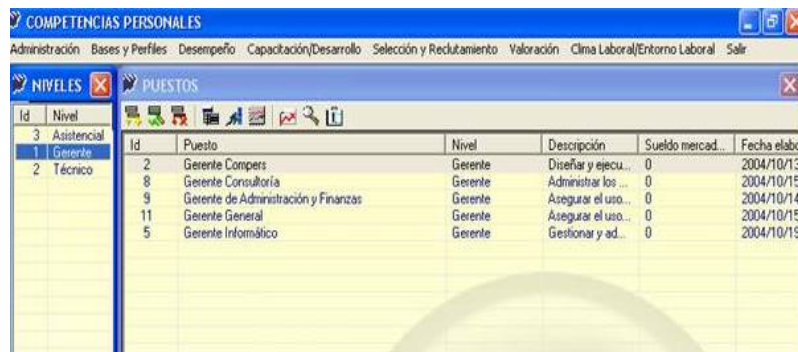 COMPETENCIAS PERSONALES
Administración Bases y Perfiles Desempeño Capacitación/Desarrollo Selección y Reclutamiento Valoración Clima Laboral/Entorno Laboral Salir
NIVELES
Id Nivel
3 Asistencial
1 Gerente
2 Técnico
PUESTOS
Id Puesto Nivel Descripción Sueldo mercad... Fecha elabo
2 Gerente Compers Gerente Diseñar y ejecu... 0 2004/10/13
8 Gerente Consultoría Gerente Administrar los ... 0 2004/10/15
9 Gerente de Administración y Finanzas Gerente Asegurar el uso... 0 2004/10/14
11 Gerente General Gerente Asegurar el uso... 0 2004/10/15
5 Gerente Informático Gerente Gestionar y ad... 0 2004/10/19